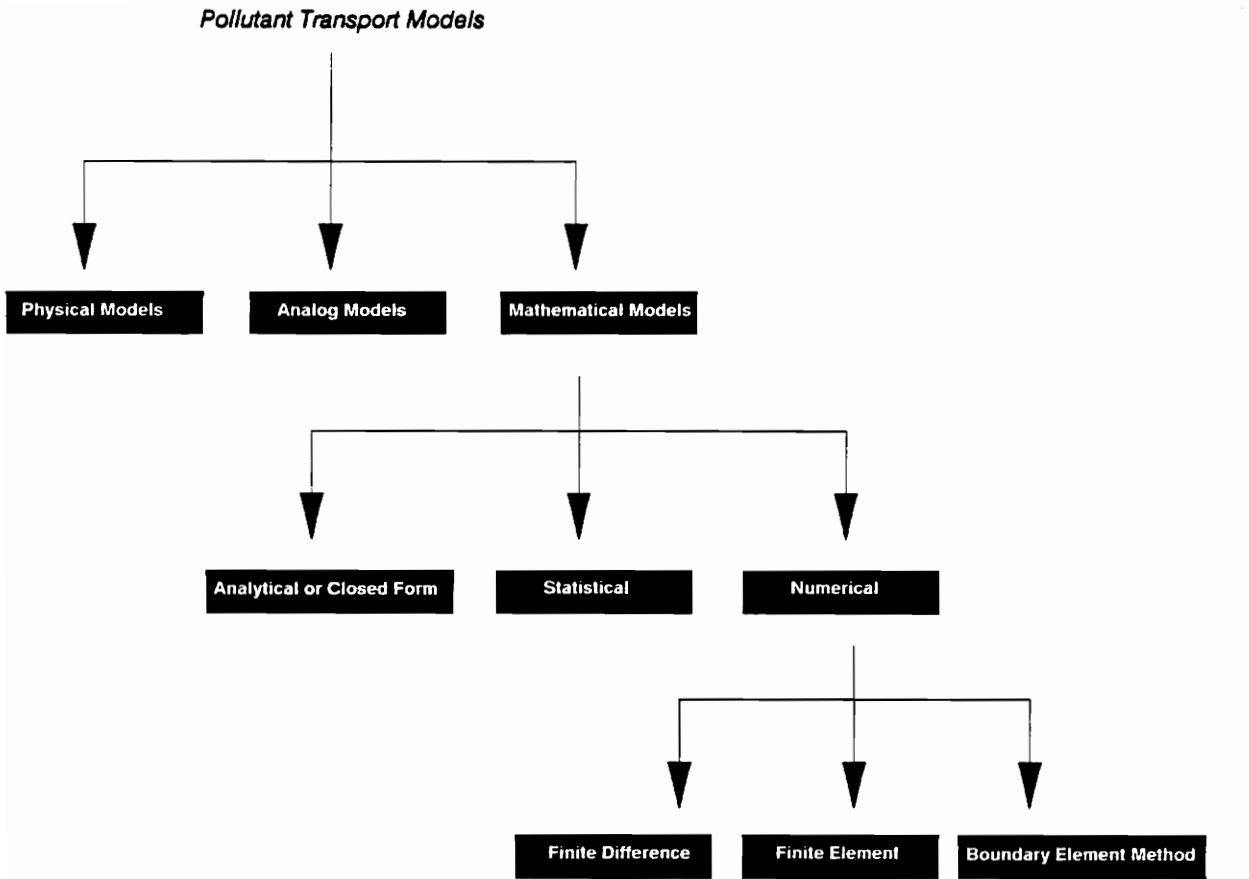 Pollutant Transport Models
Physical Models
Analog Models
Mathematical Models
Analytical or Closed Form
Statistical
Numerical
Finite Difference
Finite Element
Boundary Element Method